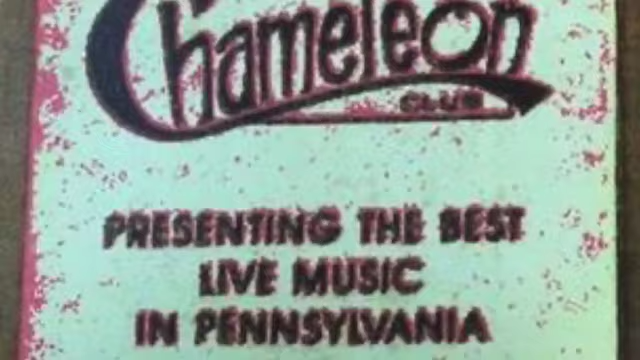 Chameleon
CLUB
PRESENTING THE BEST
LIVE MUSIC
IN PENNSYLVANIA